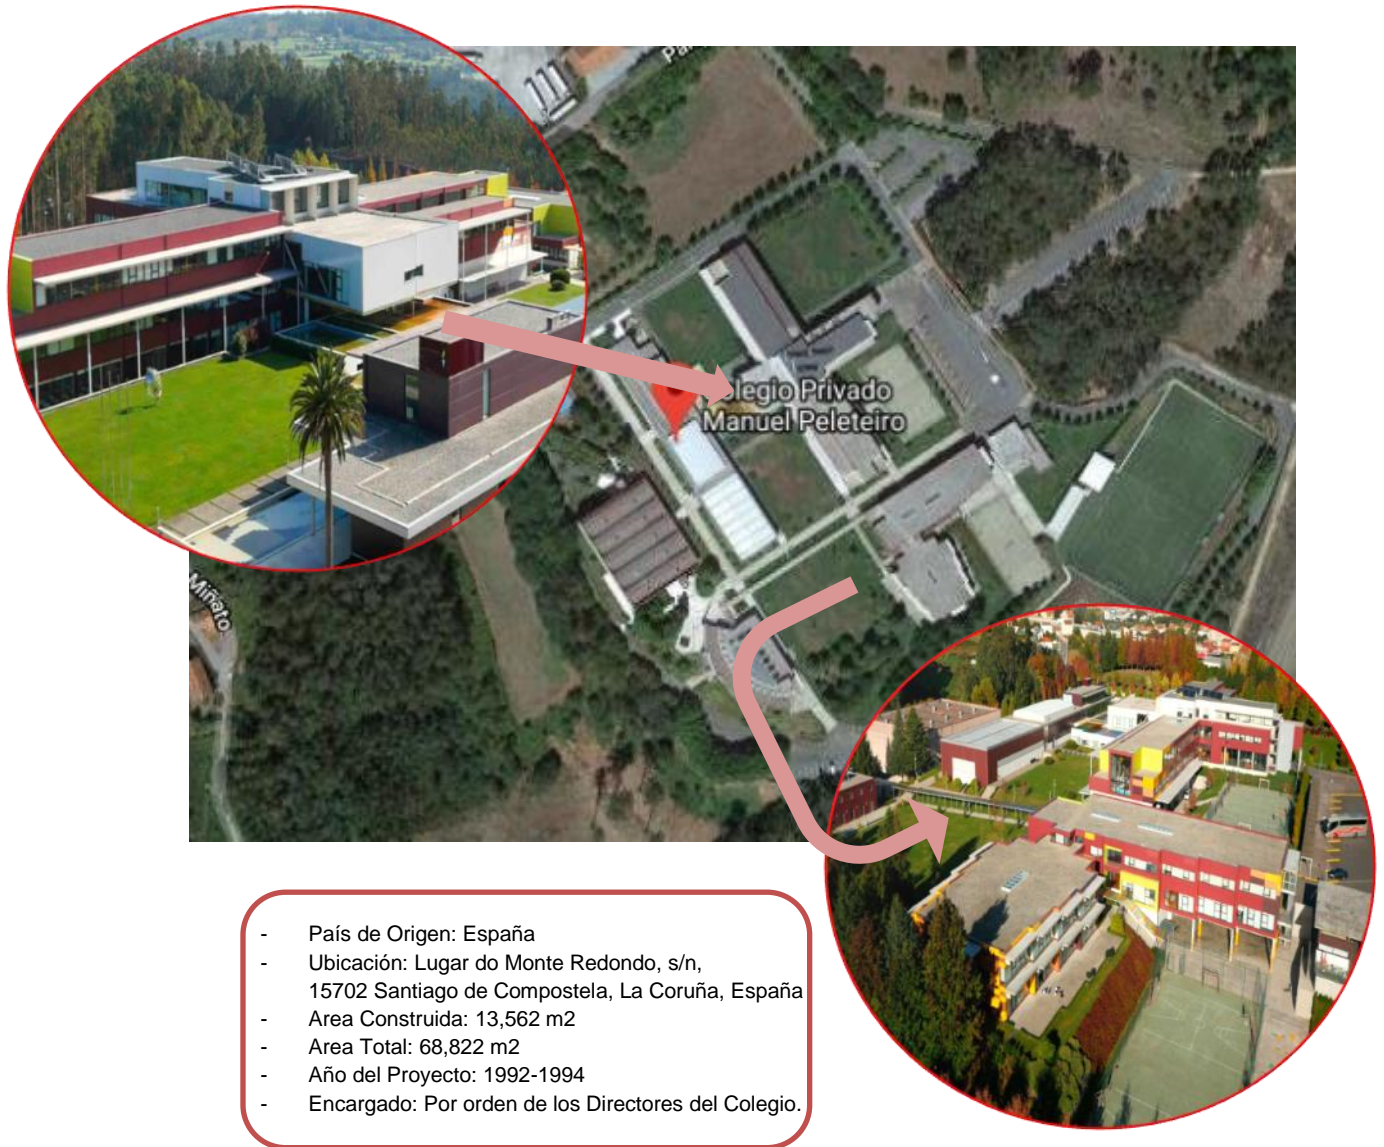 Par
olegio Privado
Manuel Peleteiro
Miñato
- País de Origen: España
- Ubicación: Lugar do Monte Redondo, s/n,
15702 Santiago de Compostela, La Coruña, España
- Area Construida: 13,562 m2
- Area Total: 68,822 m2
- Año del Proyecto: 1992-1994
- Encargado: Por orden de los Directores del Colegio.